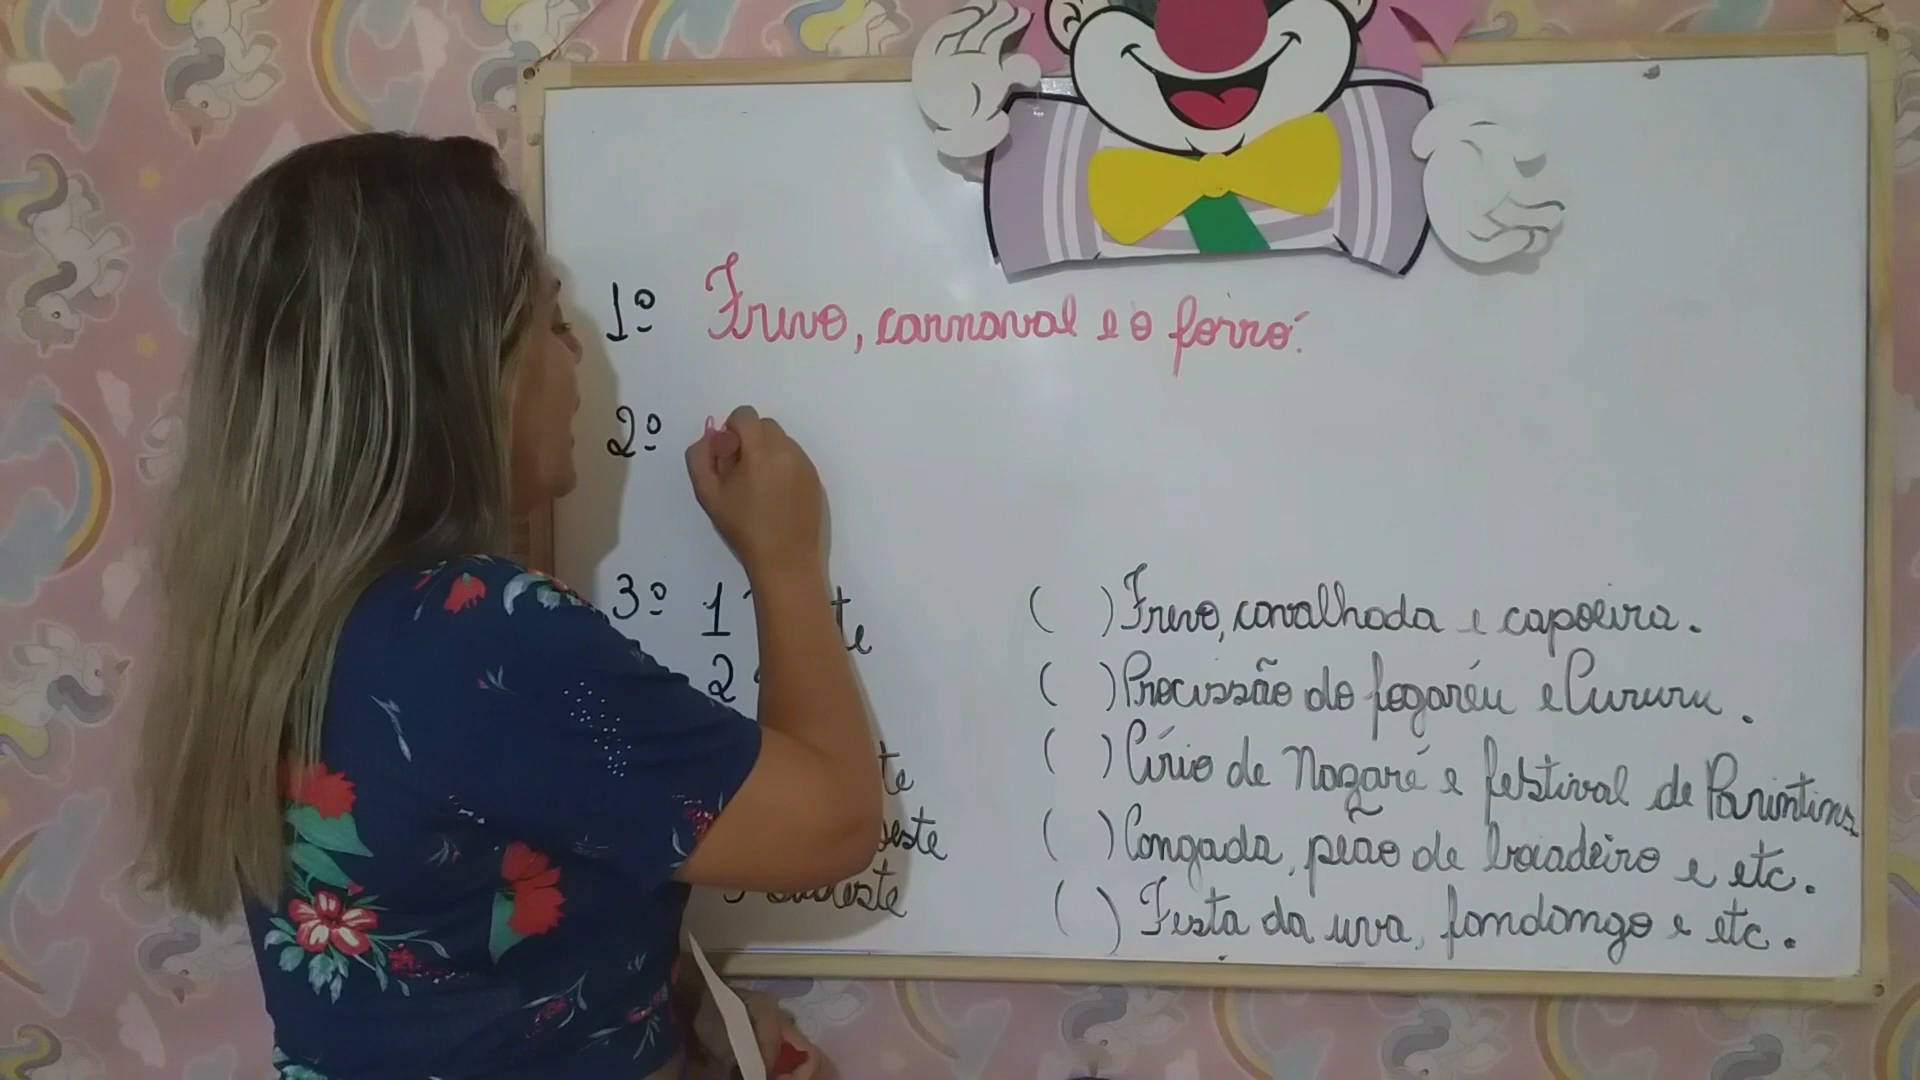 1º Frevo, carnaval e o forró.
2º
3º 1
( ) Frevo, cavalhada e capoeira.
2
( ) Procissão do fogaréu e Cururu.
( ) Círio de Nazaré e festival de Parintins
( ) Congada, peão de boiadeiro e etc.
( ) Festa da uva, fandango e etc.